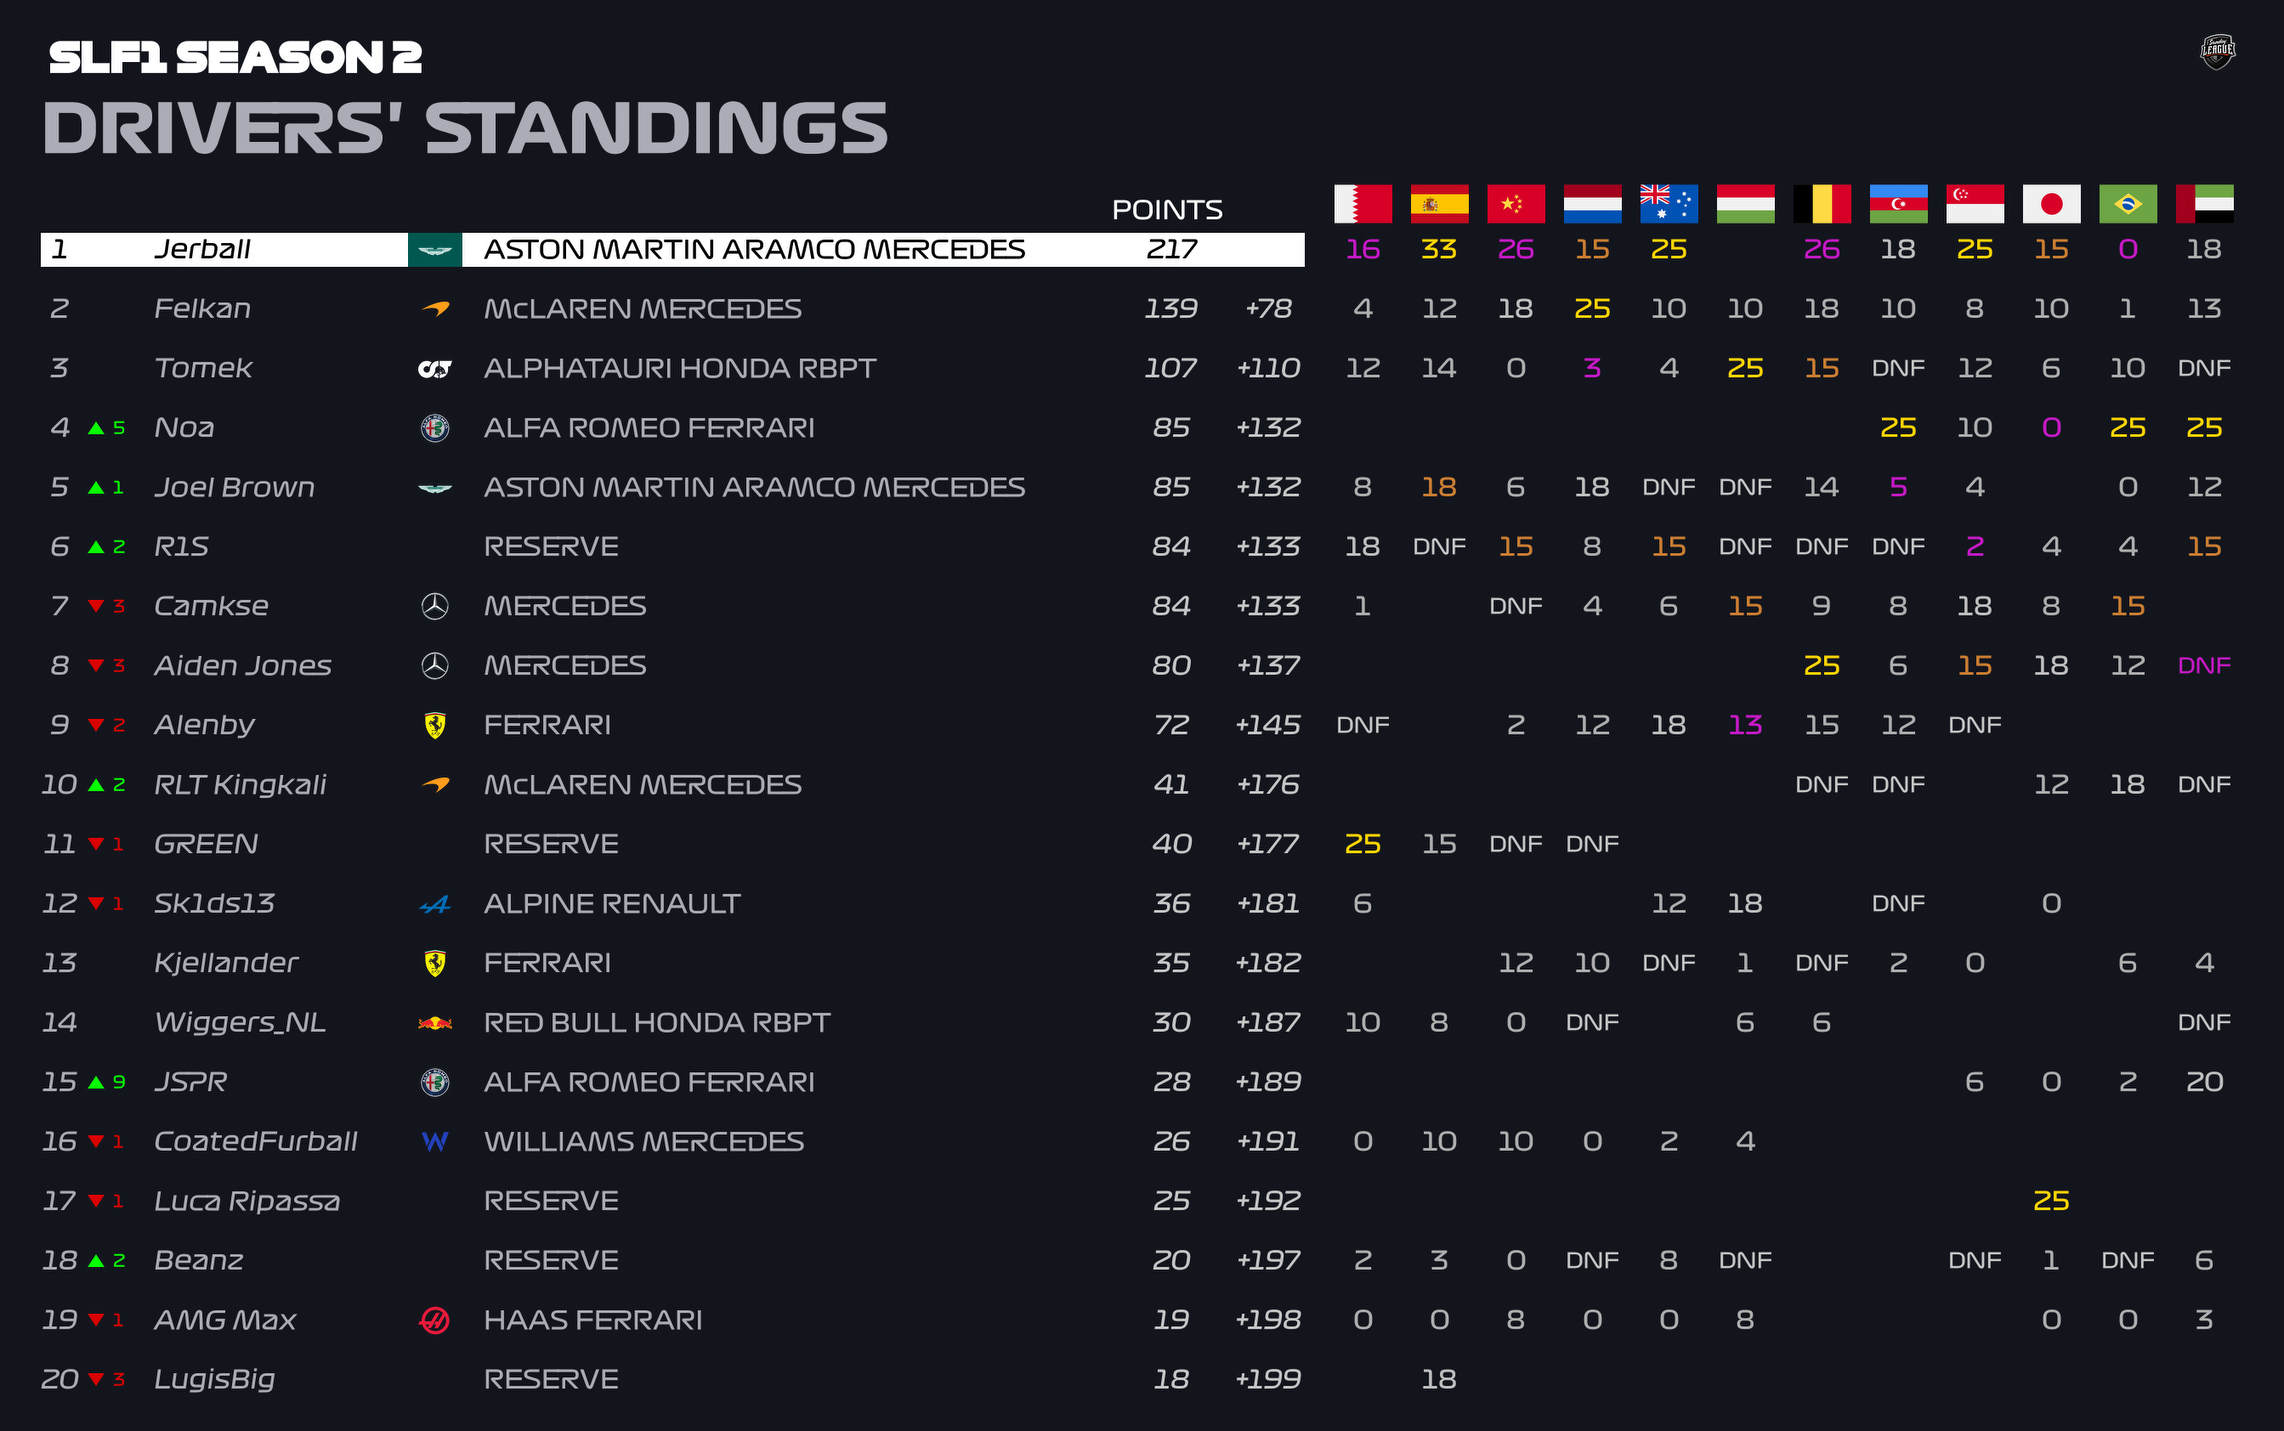 SLF1 SEASON 2
LEAGUE
DRIVERS' STANDINGS
POINTS
1 Jerball ASTON MARTIN ARAMCO MERCEDES 217 16 33 26 15 25 26 18 25 15 0 18
2 Felkan McLAREN MERCEDES 139 +78 4 12 18 25 10 10 18 10 8 10 1 13
3 Tomek ALPHATAURI HONDA RBPT 107 +110 12 14 0 3 4 25 15 DNF 12 6 10 DNF
4 ▲ 5 Noa ALFA ROMEO FERRARI 85 +132 25 10 0 25 25
5 ▲ 1 Joel Brown ASTON MARTIN ARAMCO MERCEDES 85 +132 8 18 6 18 DNF DNF 14 5 4 0 12
6 ▲ 2 R1S RESERVE 84 +133 18 DNF 15 8 15 DNF DNF DNF 2 4 4 15
7 ▼ 3 Camkse MERCEDES 84 +133 1 DNF 4 6 15 9 8 18 8 15
8 ▼ 3 Aiden Jones MERCEDES 80 +137 25 6 15 18 12 DNF
9 ▼ 2 Alenby FERRARI 72 +145 DNF 2 12 18 13 15 12 DNF
10 ▲ 2 RLT Kingkali McLAREN MERCEDES 41 +176 DNF DNF 12 18 DNF
11 ▼ 1 GREEN RESERVE 40 +177 25 15 DNF DNF
12 ▼ 1 Sk1ds13 ALPINE RENAULT 36 +181 6 12 18 DNF 0
13 Kjellander FERRARI 35 +182 12 10 DNF 1 DNF 2 0 6 4
14 Wiggers_NL RED BULL HONDA RBPT 30 +187 10 8 0 DNF 6 6 DNF
15 ▲ 9 JSPR ALFA ROMEO FERRARI 28 +189 6 0 2 20
16 ▼ 1 CoatedFurball WILLIAMS MERCEDES 26 +191 0 10 10 0 2 4
17 ▼ 1 Luca Ripassa RESERVE 25 +192 25
18 ▲ 2 Beanz RESERVE 20 +197 2 3 0 DNF 8 DNF DNF 1 DNF 6
19 ▼ 1 AMG Max HAAS FERRARI 19 +198 0 0 8 0 0 8 0 0 3
20 ▼ 3 LugisBig RESERVE 18 +199 18